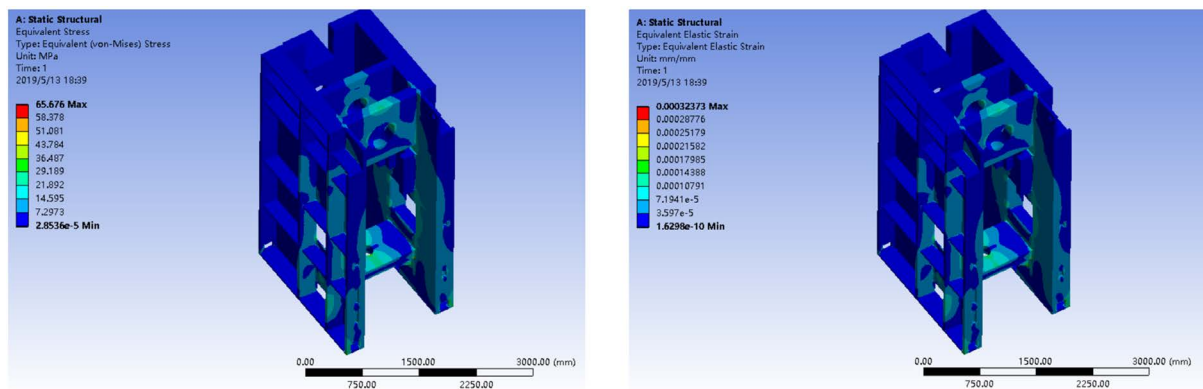 A: Static Structural
Equivalent Stress
Type: Equivalent (von-Mises) Stress
Unit: MPa
Time: 1
2019/5/13 18:39
65.676 Max
58.378
51.081
43.784
36.487
29.189
21.892
14.595
7.2973
2.8536e-5 Min
0.00
1500.00
3000.00 (mm)
750.00
2250.00
A: Static Structural
Equivalent Elastic Strain
Type: Equivalent Elastic Strain
Unit: mm/mm
Time: 1
2019/5/13 18:39
0.00032373 Max
0.00028776
0.00025179
0.00021582
0.00017985
0.00014388
0.00010791
7.1941e-5
3.597e-5
1.6298e-10 Min
0.00
1500.00
3000.00 (mm)
750.00
2250.00